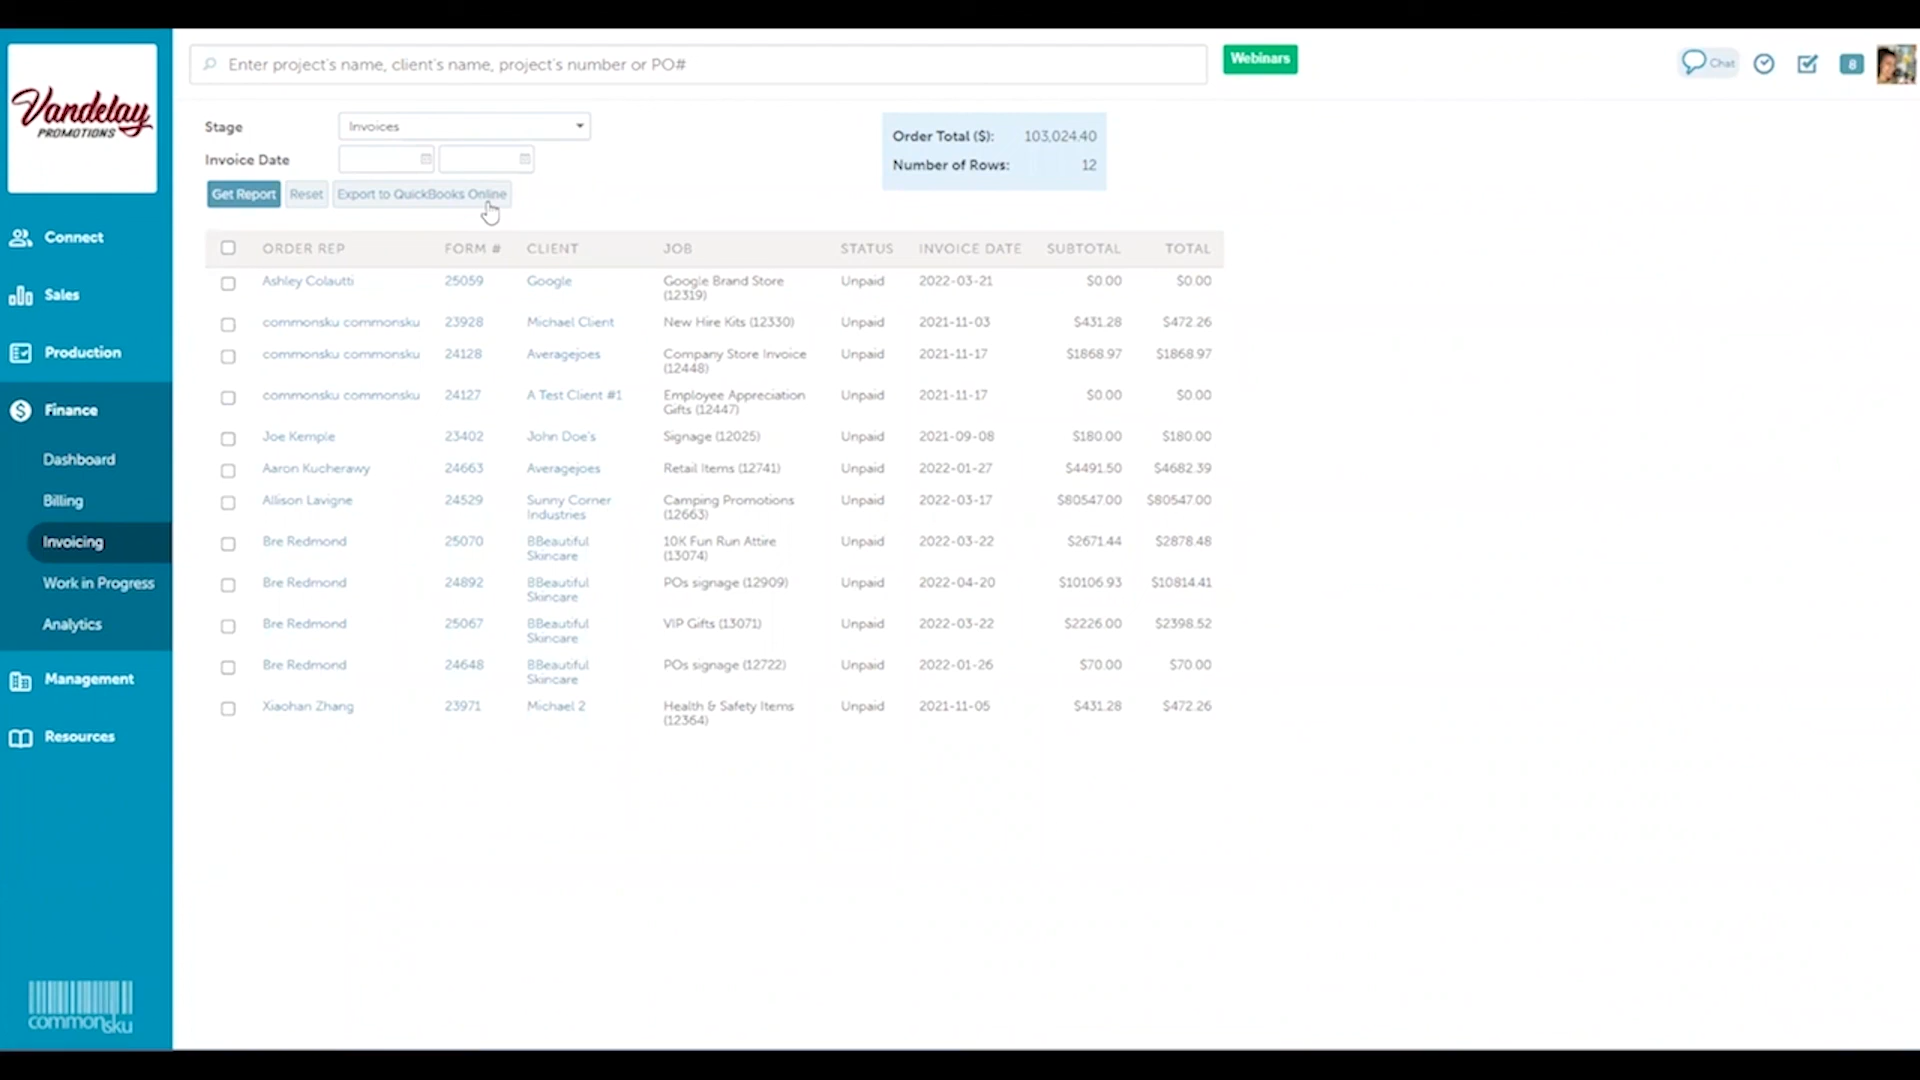 Vandelay
PROMOTIONS
Enter project's name, client's name, project's number or PO#
Webinars
Chat
8
Connect
Sales
Production
Finance
Dashboard
Billing
Invoicing
Work in Progress
Analytics
Management
Resources
commonsku
Stage Invoices
Invoice Date
Get Report Reset Export to QuickBooks Online
Order Total ($): 103,024.40
Number of Rows: 12
ORDER REP FORM # CLIENT JOB STATUS INVOICE DATE SUBTOTAL TOTAL
Ashley Colautti 25059 Google Google Brand Store Unpaid 2022-03-21 $0.00 $0.00
(12319)
commonsku commonsku 23928 Michael Client New Hire Kits (12330) Unpaid 2021-11-03 $431.28 $472.26
commonsku commonsku 24128 Averagejoes Company Store Invoice Unpaid 2021-11-17 $1868.97 $1868.97
(12448)
commonsku commonsku 24127 A Test Client #1 Employee Appreciation Unpaid 2021-11-17 $0.00 $0.00
Gifts (12447)
Joe Kemple 23402 John Doe's Signage (12025) Unpaid 2021-09-08 $180.00 $180.00
Aaron Kucherawy 24663 Averagejoes Retail Items (12741) Unpaid 2022-01-27 $4491.50 $4682.39
Allison Lavigne 24529 Sunny Corner Camping Promotions Unpaid 2022-03-17 $80547.00 $80547.00
Industries (12663)
Bre Redmond 25070 BBeautiful 10K Fun Run Attire Unpaid 2022-03-22 $2671.44 $2878.48
Skincare (13074)
Bre Redmond 24892 BBeautiful POs signage (12909) Unpaid 2022-04-20 $10106.93 $10814.41
Skincare
Bre Redmond 25067 BBeautiful VIP Gifts (13071) Unpaid 2022-03-22 $2226.00 $2398.52
Skincare
Bre Redmond 24648 BBeautiful POs signage (12722) Unpaid 2022-01-26 $70.00 $70.00
Skincare
Xiaohan Zhang 23971 Michael 2 Health & Safety Items Unpaid 2021-11-05 $431.28 $472.26
(12364)